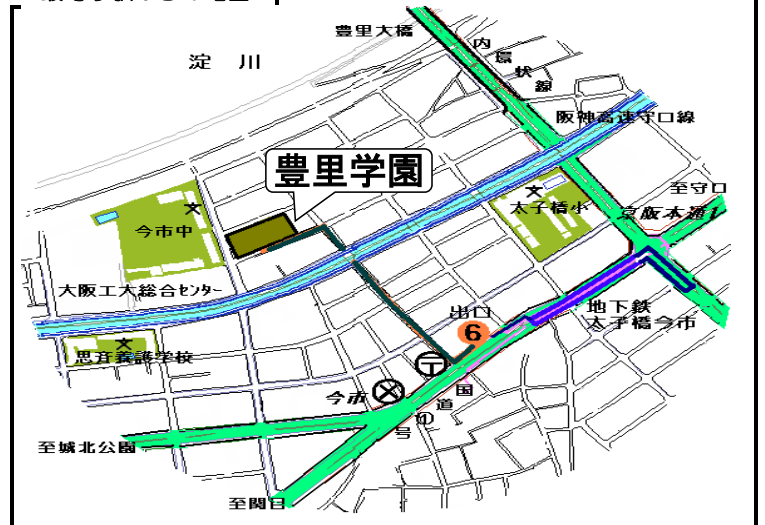 豊里大橋
淀 川
内環状線
阪神高速守口線
豊里学園
至守口
太子橋小
京阪本通1
今市中
大阪工大総合センター
出口
6
地下鉄
太子橋今市
思斉養護学校
今市
国道①号
至城北公園
至関目